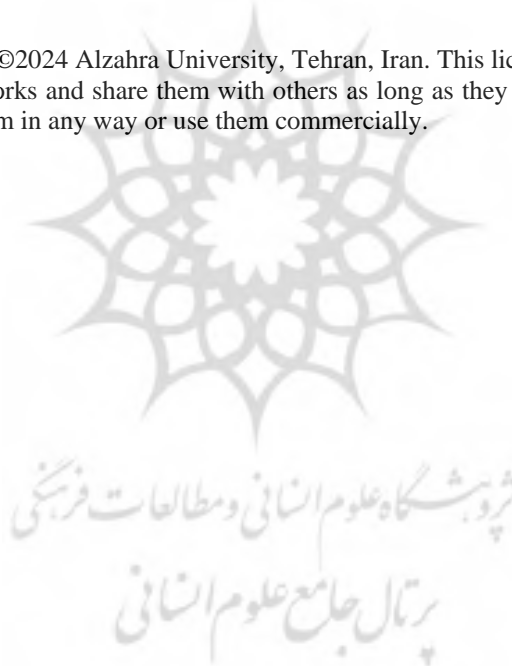 ©2024 Alzahra University, Tehran, Iran. This lic
orks and share them with others as long as they
m in any way or use them commercially.
پژوهشگاه علوم انسانی و مطالعات فرهنگی
پرتال جامع علوم انسانی